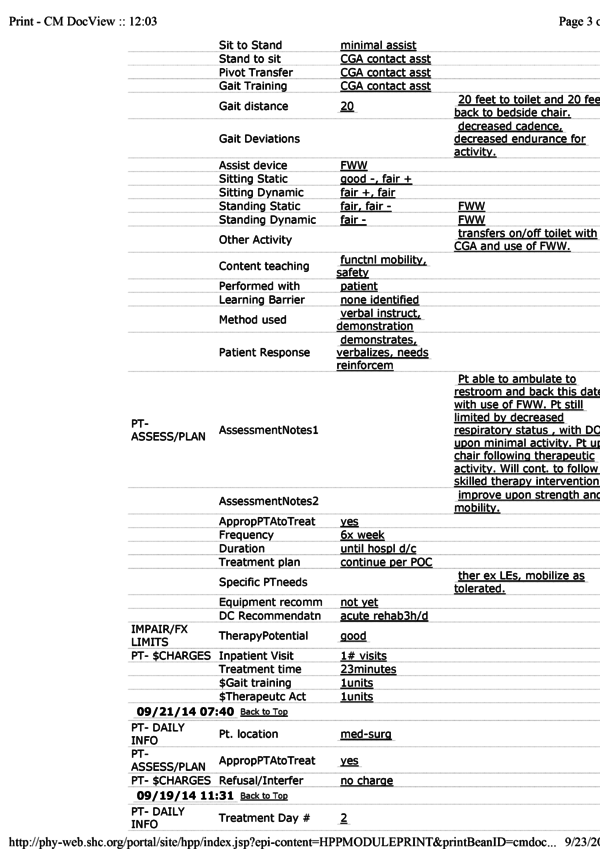 Print - CM DocView :: 12:03 Page 3 o
Sit to Stand minimal assist
Stand to sit CGA contact asst
Pivot Transfer CGA contact asst
Gait Training CGA contact asst
Gait distance 20 20 feet to toilet and 20 fee
back to bedside chair.
Gait Deviations decreased cadence,
decreased endurance for
activity.
Assist device FWW
Sitting Static good -, fair +
Sitting Dynamic fair +, fair
Standing Static fair, fair - FWW
Standing Dynamic fair - FWW
Other Activity transfers on/off toilet with
CGA and use of FWW.
Content teaching functnl mobility,
safety
Performed with patient
Learning Barrier none identified
Method used verbal instruct,
demonstration
Patient Response demonstrates,
verbalizes, needs
reinforcem
PT-
ASSESS/PLAN AssessmentNotes1 Pt able to ambulate to
restroom and back this date
with use of FWW. Pt still
limited by decreased
respiratory status , with DO
upon minimal activity. Pt up
chair following therapeutic
activity. Will cont. to follow
skilled therapy intervention
AssessmentNotes2 improve upon strength and
mobility.
AppropPTAtoTreat yes
Frequency 6x week
Duration until hospl d/c
Treatment plan continue per POC
Specific PTneeds ther ex LEs, mobilize as
tolerated.
Equipment recomm not yet
DC Recommendatn acute rehab3h/d
IMPAIR/FX
LIMITS TherapyPotential good
PT- $CHARGES Inpatient Visit 1# visits
Treatment time 23minutes
$Gait training 1units
$Therapeutc Act 1units
09/21/14 07:40 Back to Top
PT- DAILY
INFO Pt. location med-surg
PT-
ASSESS/PLAN AppropPTAtoTreat yes
PT- $CHARGES Refusal/Interfer no charge
09/19/14 11:31 Back to Top
PT- DAILY
INFO Treatment Day # 2
http://phy-web.shc.org/portal/site/hpp/index.jsp?epi-content=HPPMODULEPRINT&printBeanID=cmdoc... 9/23/20